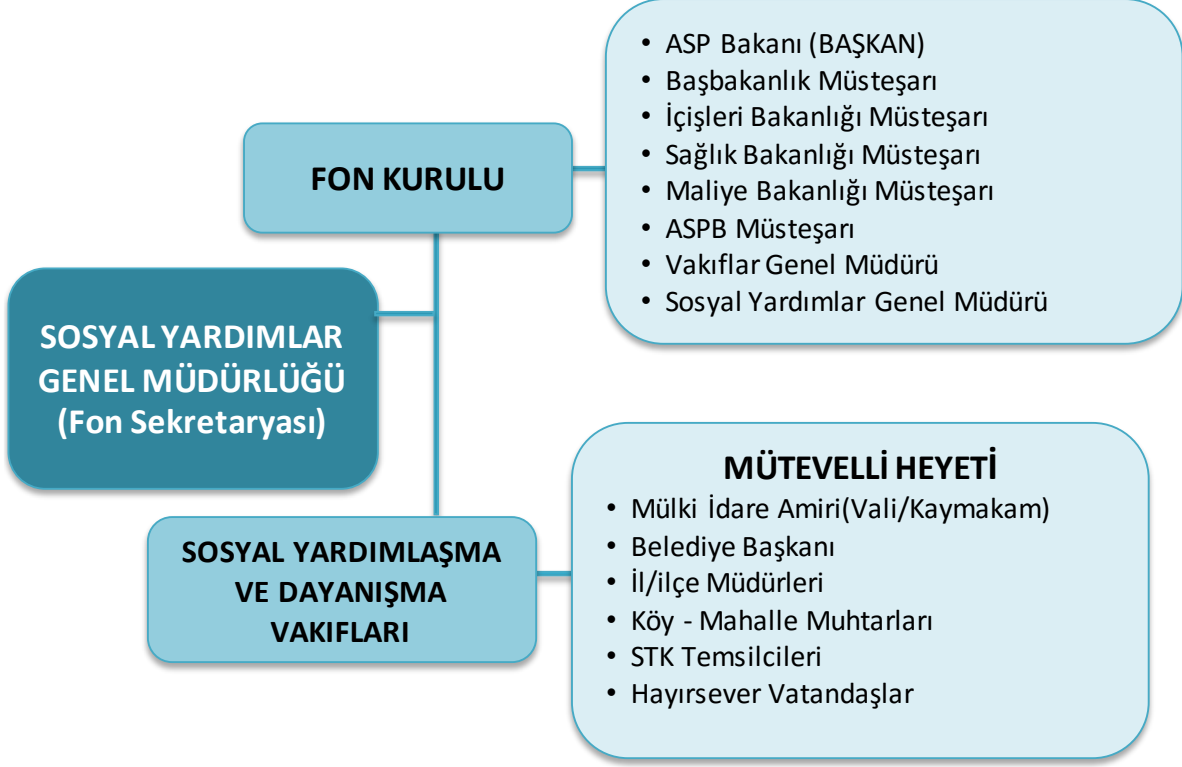 • ASP Bakanı (BAŞKAN)
• Başbakanlık Müsteşarı
• İçişleri Bakanlığı Müsteşarı
• Sağlık Bakanlığı Müsteşarı
• Maliye Bakanlığı Müsteşarı
• ASPB Müsteşarı
• Vakıflar Genel Müdürü
• Sosyal Yardımlar Genel Müdürü
FON KURULU
SOSYAL YARDIMLAR
GENEL MÜDÜRLÜĞÜ
(Fon Sekretaryası)
SOSYAL YARDIMLAŞMA
VE DAYANIŞMA
VAKIFLARI
MÜTEVELLİ HEYETİ
• Mülki İdare Amiri(Vali/Kaymakam)
• Belediye Başkanı
• İl/ilçe Müdürleri
• Köy - Mahalle Muhtarları
• STK Temsilcileri
• Hayırsever Vatandaşlar